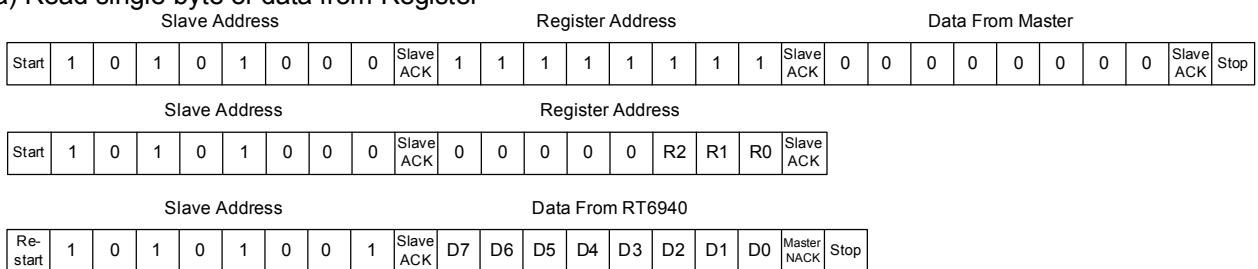 a) Read single byte of data from Register
Slave Address Register Address Data From Master
Start 1 0 1 0 1 0 0 0 Slave ACK 1 1 1 1 1 1 1 1 Slave ACK 0 0 0 0 0 0 0 0 Slave ACK Stop
Slave Address Register Address
Start 1 0 1 0 1 0 0 0 Slave ACK 0 0 0 0 0 R2 R1 R0 Slave ACK
Slave Address Data From RT6940
Re-start 1 0 1 0 1 0 0 1 Slave ACK D7 D6 D5 D4 D3 D2 D1 D0 Master NACK Stop